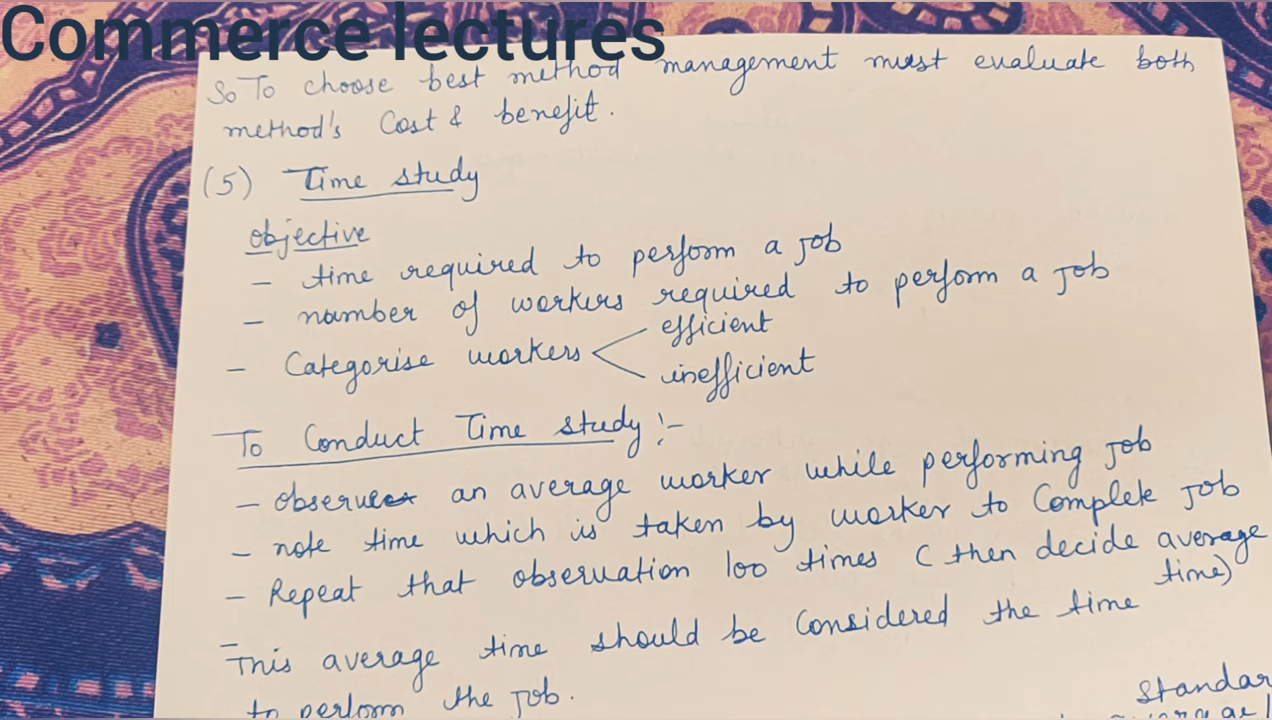 Commerce lectures
So To choose best method management must evaluate both
method's Cost & benefit.
(5) Time study
objective
– time required to perform a job
– number of workers required to perform a job
– Categorise workers < efficient
inefficient
To Conduct Time study :-
– observe an average worker while performing job
– note time which is taken by worker to Complete job
– Repeat that observation 100 times ( then decide average
time)
– This average time should be Considered the time
to perform the job.
Standar